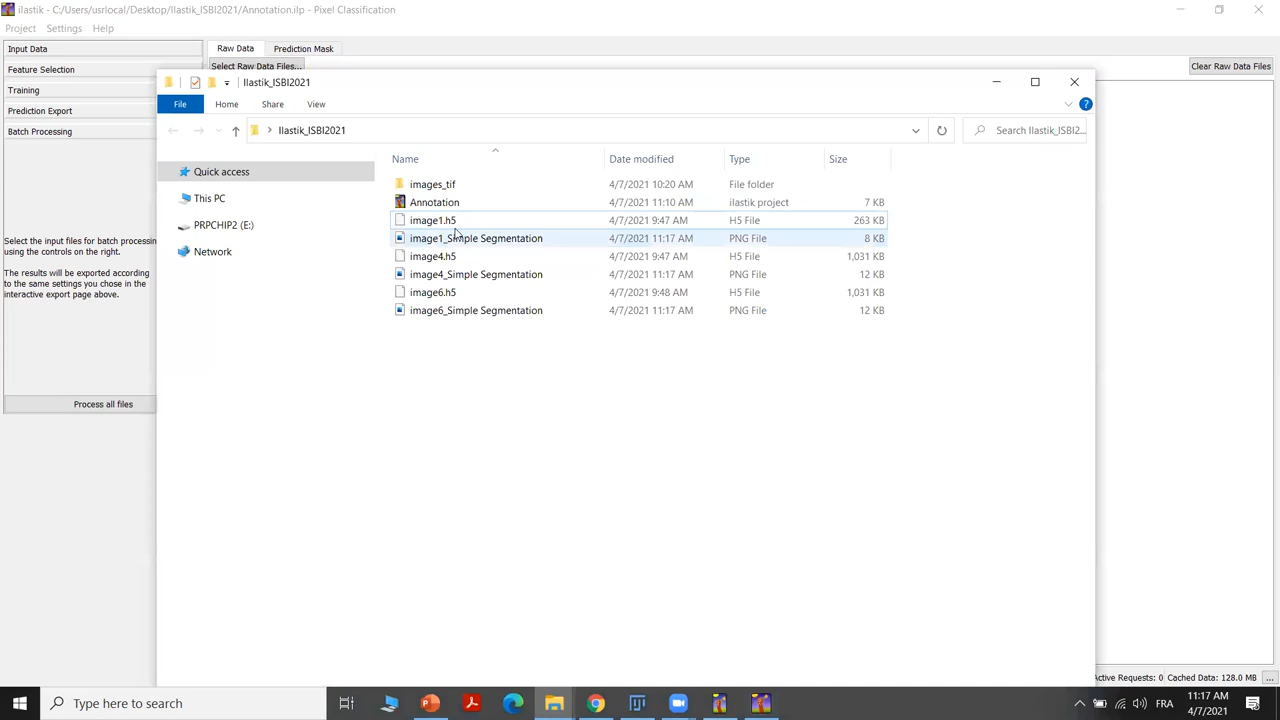 ilastik - C:/Users/usrlocal/Desktop/Ilastik_ISBI2021/Annotation.ilp - Pixel Classification
Project Settings Help
Input Data
Raw Data Prediction Mask
Select Raw Data Files...
Clear Raw Data Files
Feature Selection
Training
Prediction Export
Batch Processing
Select the input files for batch processing
using the controls on the right.
The results will be exported according
to the same settings you chose in the
interactive export page above.
Process all files
Ilastik_ISBI2021
File Home Share View
Ilastik_ISBI2021
Search Ilastik_ISBI2...
Quick access
This PC
PRPCHIP2 (E:)
Network
Name Date modified Type Size
images_tif 4/7/2021 10:20 AM File folder
Annotation 4/7/2021 11:10 AM ilastik project 7 KB
image1.h5 4/7/2021 9:47 AM H5 File 263 KB
image1_Simple Segmentation 4/7/2021 11:17 AM PNG File 8 KB
image4.h5 4/7/2021 9:47 AM H5 File 1,031 KB
image4_Simple Segmentation 4/7/2021 11:17 AM PNG File 12 KB
image6.h5 4/7/2021 9:48 AM H5 File 1,031 KB
image6_Simple Segmentation 4/7/2021 11:17 AM PNG File 12 KB
Active Requests: 0 Cached Data: 128.0 MB ...
Type here to search
FRA
11:17 AM
4/7/2021